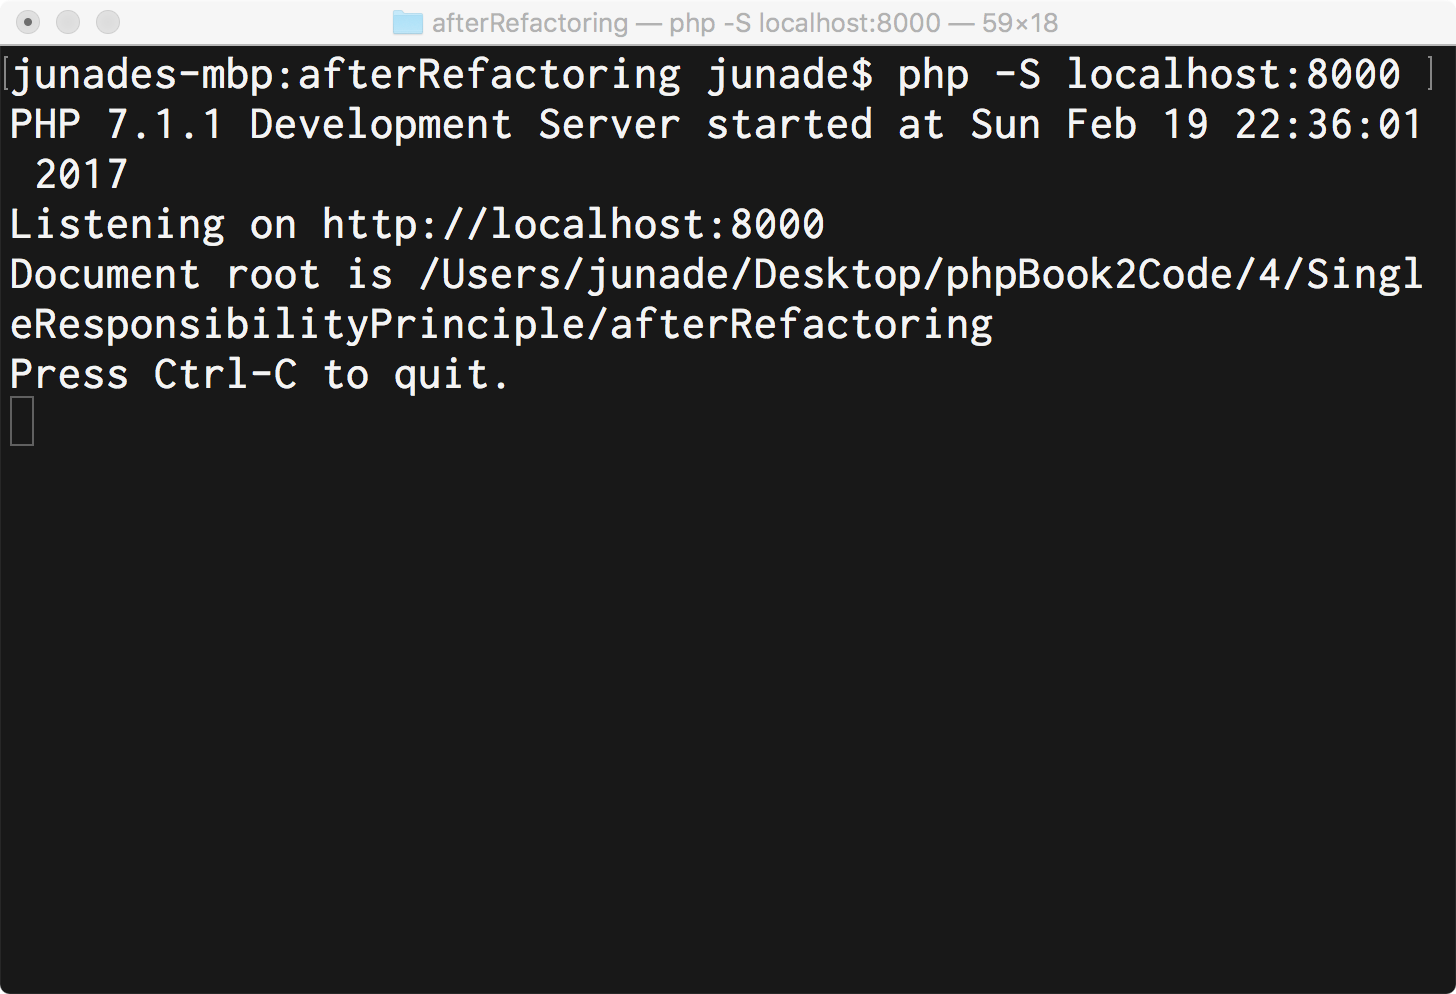 afterRefactoring — php -S localhost:8000 — 59×18
[junades-mbp:afterRefactoring junade$ php -S localhost:8000 ]
PHP 7.1.1 Development Server started at Sun Feb 19 22:36:01
 2017
Listening on http://localhost:8000
Document root is /Users/junade/Desktop/phpBook2Code/4/Singl
eResponsibilityPrinciple/afterRefactoring
Press Ctrl-C to quit.